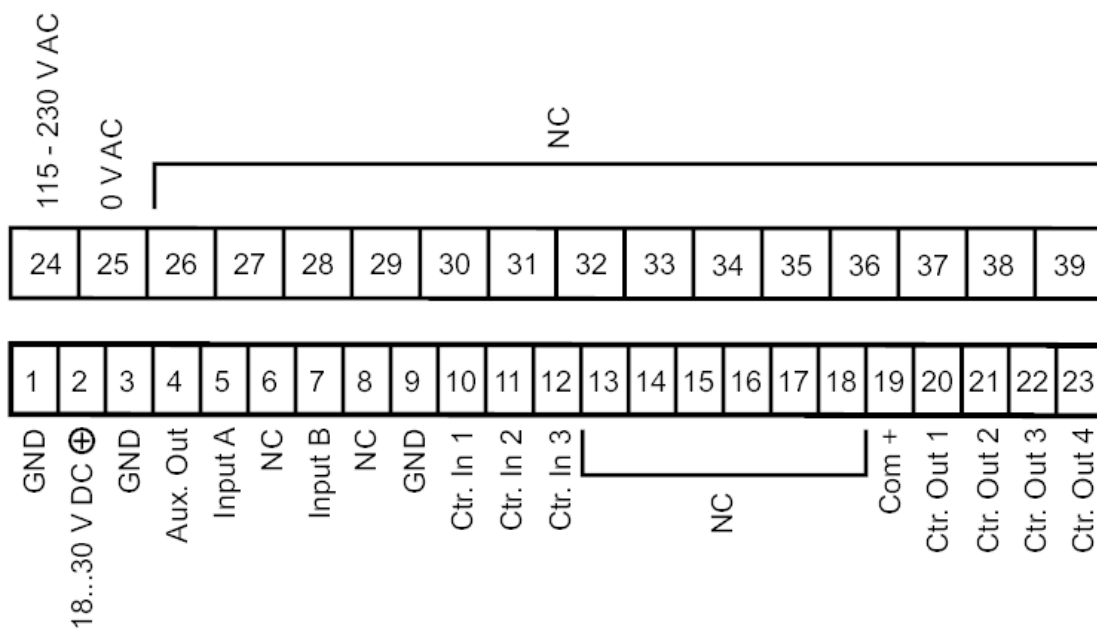 115 - 230 V AC
0 V AC
NC
24 25 26 27 28 29 30 31 32 33 34 35 36 37 38 39
1 2 3 4 5 6 7 8 9 10 11 12 13 14 15 16 17 18 19 20 21 22 23
GND
18...30 V DC ⊕
GND
Aux. Out
Input A
NC
Input B
NC
GND
Ctr. In 1
Ctr. In 2
Ctr. In 3
NC
Com +
Ctr. Out 1
Ctr. Out 2
Ctr. Out 3
Ctr. Out 4